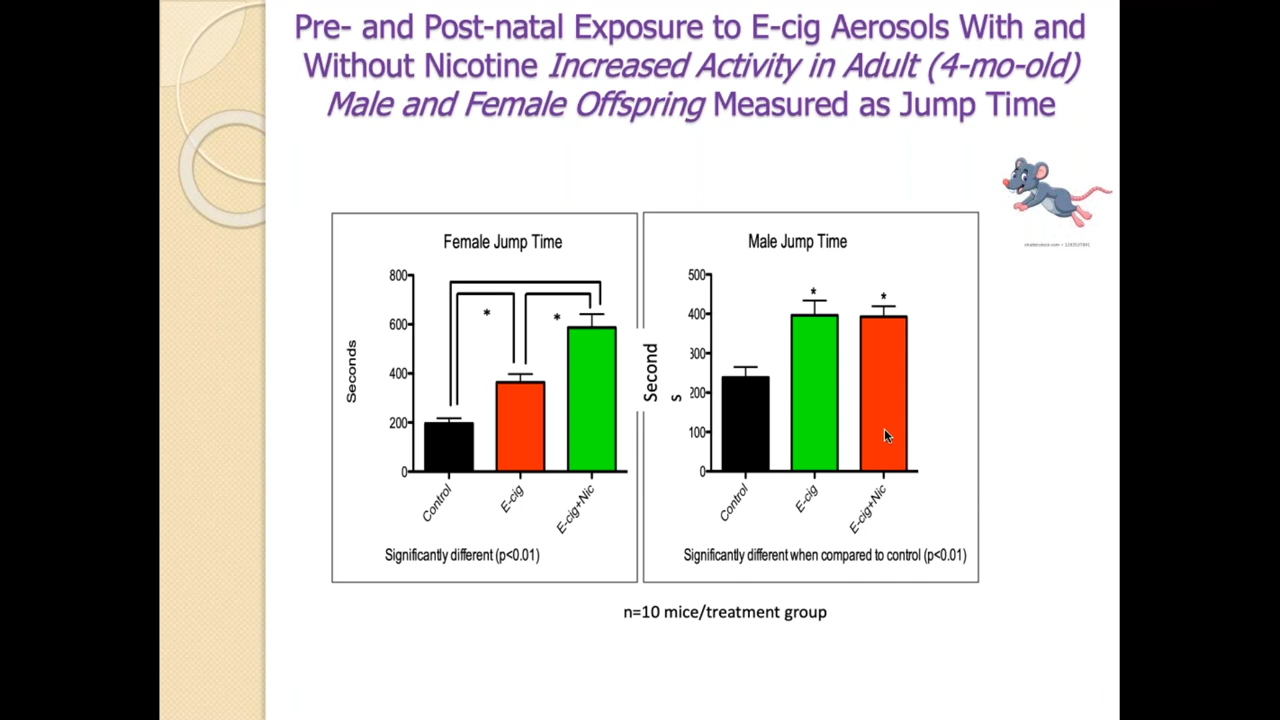 Pre- and Post-natal Exposure to E-cig Aerosols With and
Without Nicotine Increased Activity in Adult (4-mo-old)
Male and Female Offspring Measured as Jump Time
Female Jump Time
800
600
400
200
0
Seconds
*
*
Control
E-cig
E-cig+Nic
Significantly different (p<0.01)
Male Jump Time
500
400
300
200
100
0
Second
s
*
*
Control
E-cig
E-cig+Nic
Significantly different when compared to control (p<0.01)
n=10 mice/treatment group